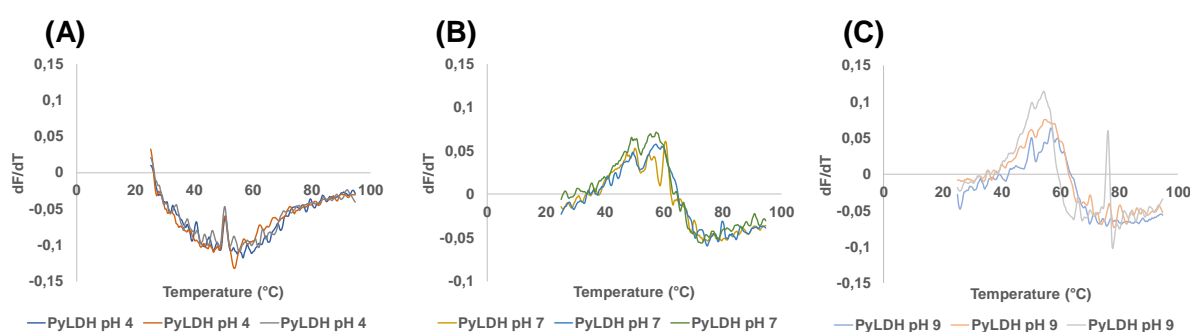 (A)
0,15
0,1
0,05
0
-0,05
-0,1
-0,15
0 20 40 60 80 100
dF/dT
Temperature (°C)
PyLDH pH 4 PyLDH pH 4 PyLDH pH 4
(B)
0,15
0,1
0,05
0
-0,05
-0,1
0 20 40 60 80 100
dF/dT
Temperature (°C)
PyLDH pH 7 PyLDH pH 7 PyLDH pH 7
(C)
0,15
0,1
0,05
0
-0,05
-0,1
-0,15
0 20 40 60 80 100
dF/dT
Temperature (°C)
PyLDH pH 9 PyLDH pH 9 PyLDH pH 9